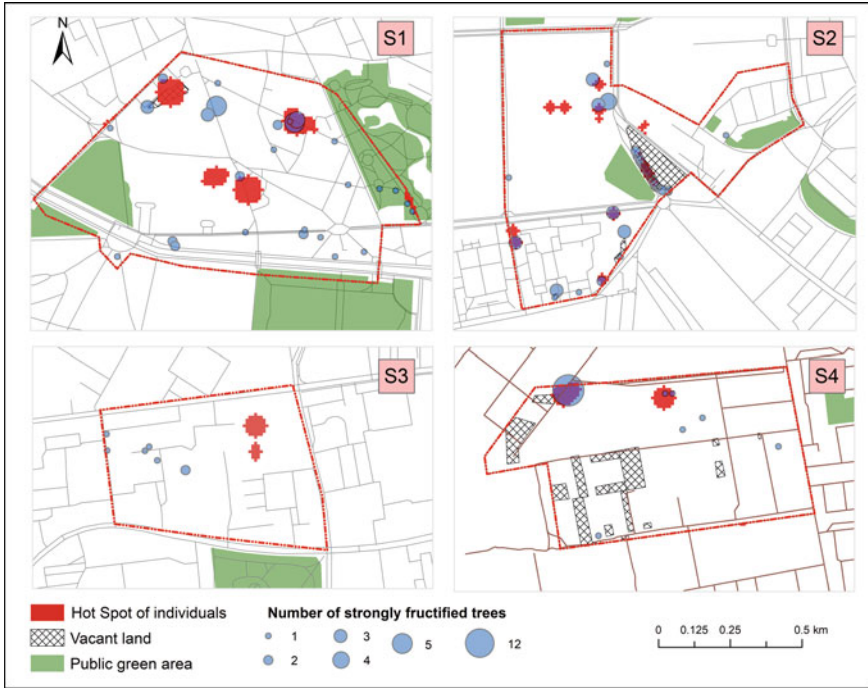 N
S1
S2
S3
S4
Hot Spot of individuals
Vacant land
Public green area
Number of strongly fructified trees
1 3 5 12
2 4
0 0.125 0.25 0.5 km